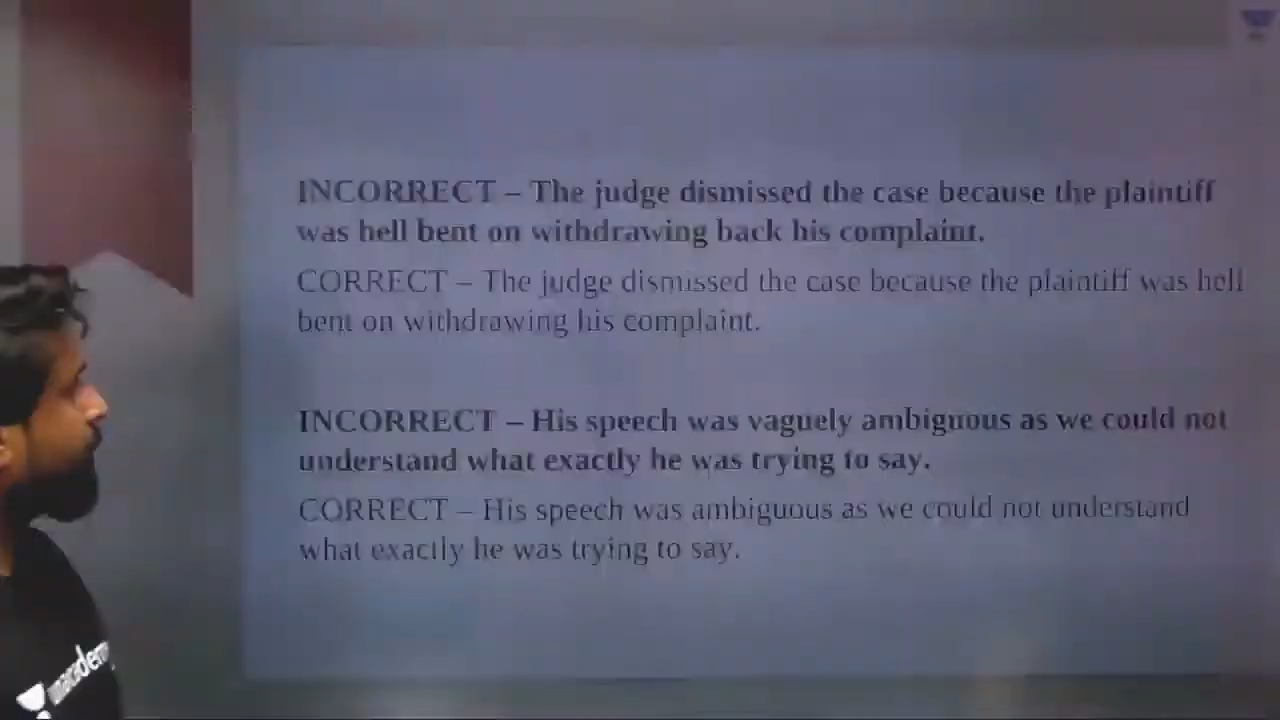 INCORRECT – The judge dismissed the case because the plaintiff
was hell bent on withdrawing back his complaint.
CORRECT – The judge dismissed the case because the plaintiff was hell
bent on withdrawing his complaint.
INCORRECT – His speech was vaguely ambiguous as we could not
understand what exactly he was trying to say.
CORRECT – His speech was ambiguous as we could not understand
what exactly he was trying to say.